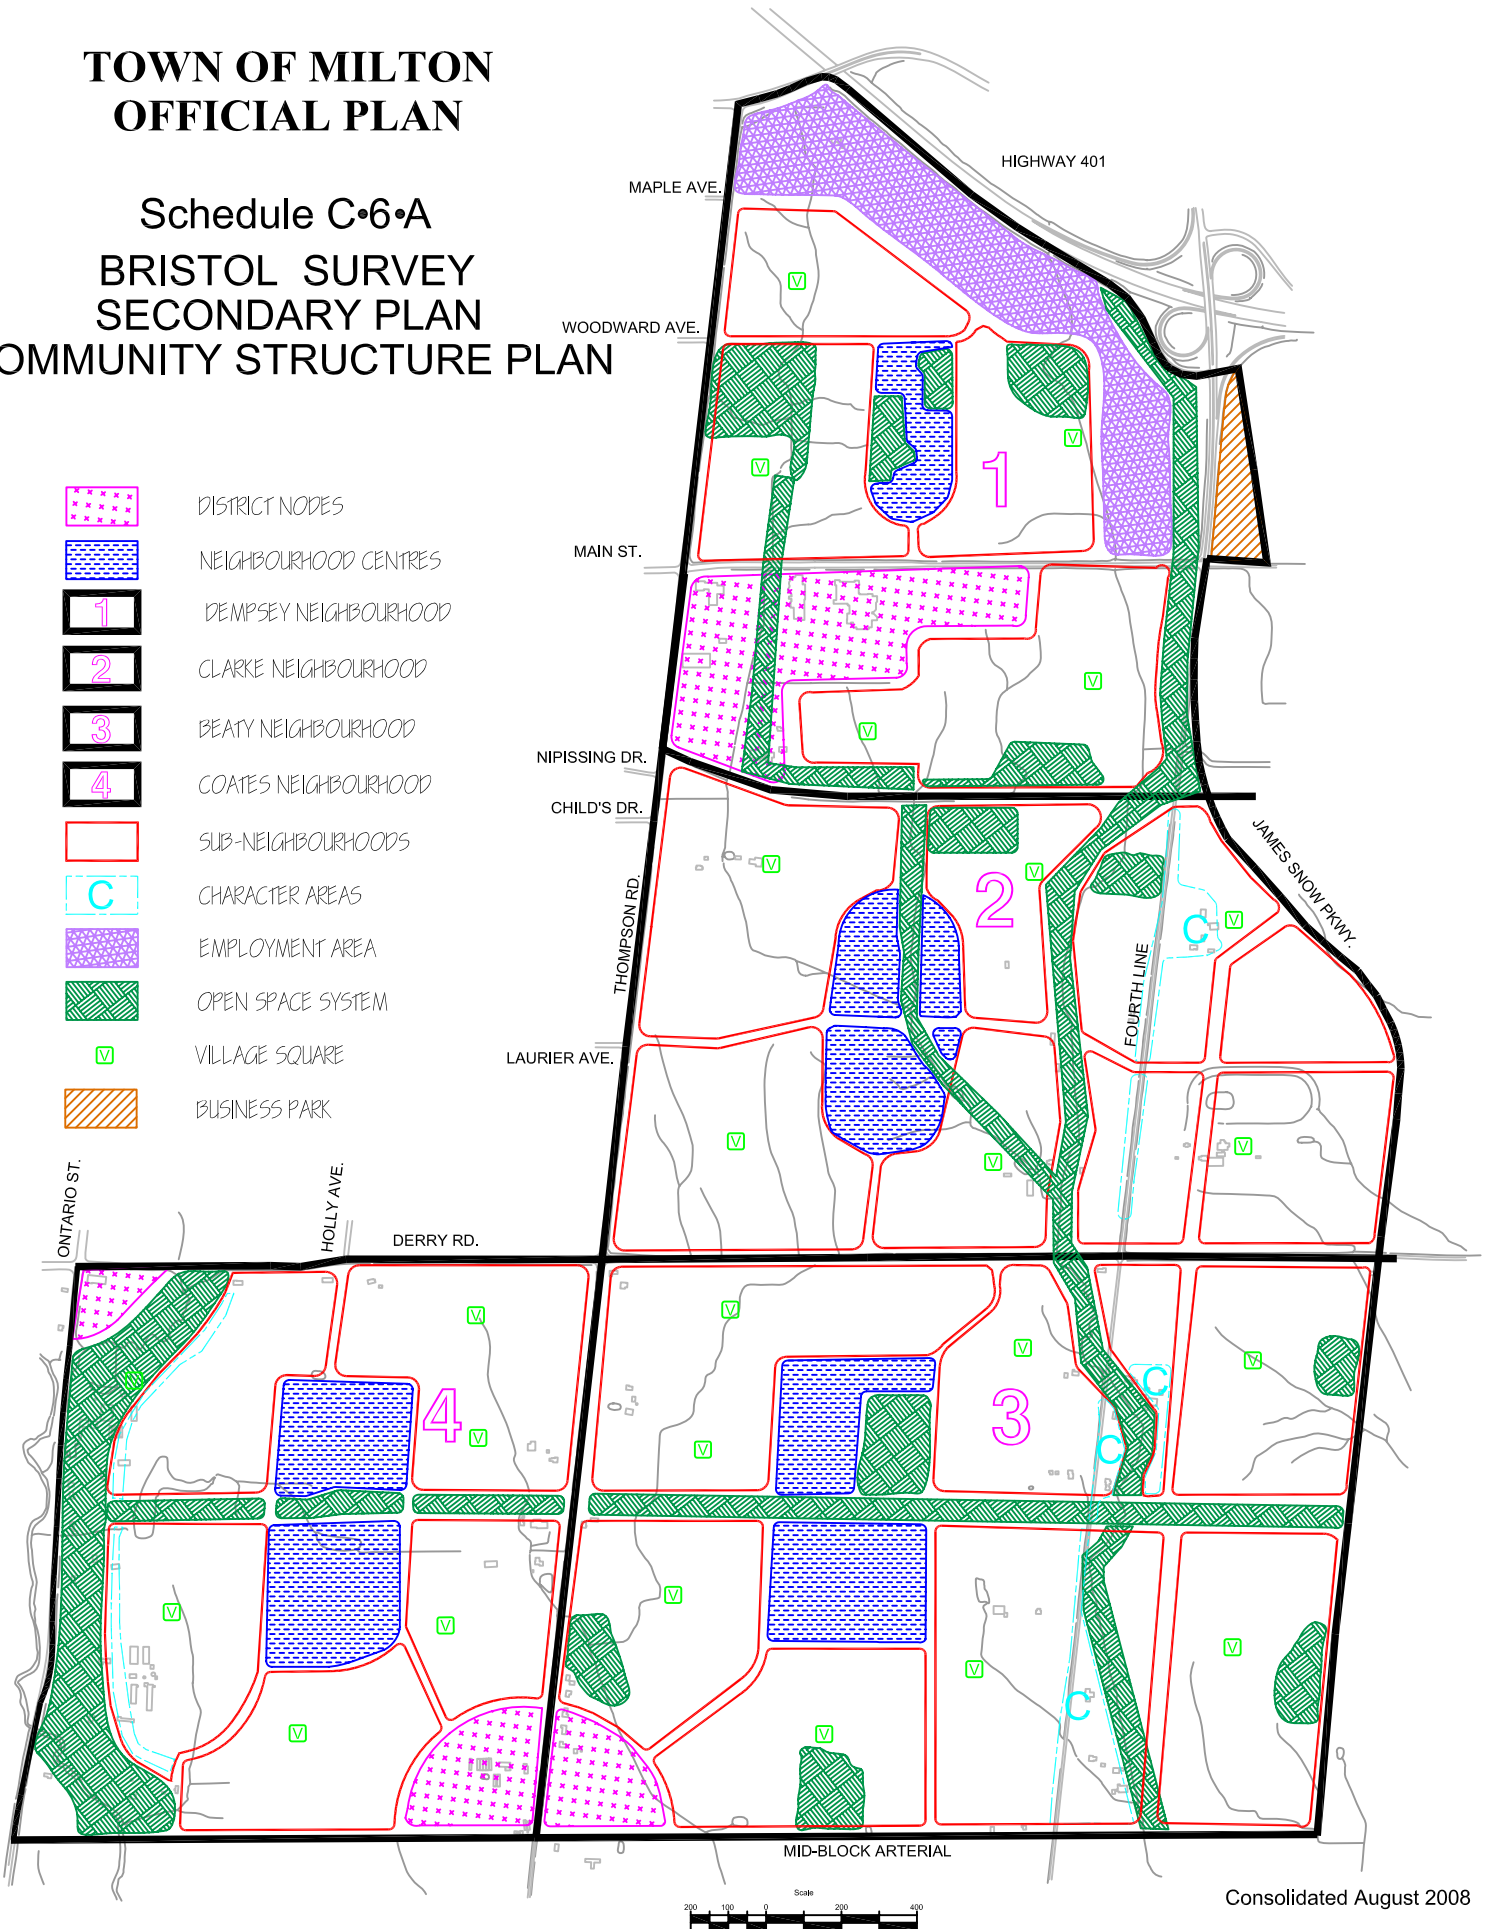 TOWN OF MILTON
OFFICIAL PLAN
Schedule C•6•A
BRISTOL SURVEY
SECONDARY PLAN
OMMUNITY STRUCTURE PLAN
DISTRICT NODES
NEIGHBOURHOOD CENTRES
1 DEMPSEY NEIGHBOURHOOD
2 CLARKE NEIGHBOURHOOD
3 BEATY NEIGHBOURHOOD
4 COATES NEIGHBOURHOOD
SUB-NEIGHBOURHOODS
C CHARACTER AREAS
EMPLOYMENT AREA
OPEN SPACE SYSTEM
V VILLAGE SQUARE
BUSINESS PARK
HIGHWAY 401
MAPLE AVE.
V
WOODWARD AVE.
V
V
1
MAIN ST.
V
V
NIPISSING DR.
CHILD'S DR.
JAMES SNOW PKWY.
V
V
2
THOMPSON RD.
C
V
FOURTH LINE
LAURIER AVE.
V
V
V
ONTARIO ST.
HOLLY AVE.
DERRY RD.
V
V
V
V
V
C
4
3
V
V
C
V
V
V
V
V
V
C
V
V
MID-BLOCK ARTERIAL
Scale
200 100 0 200 400
Consolidated August 2008